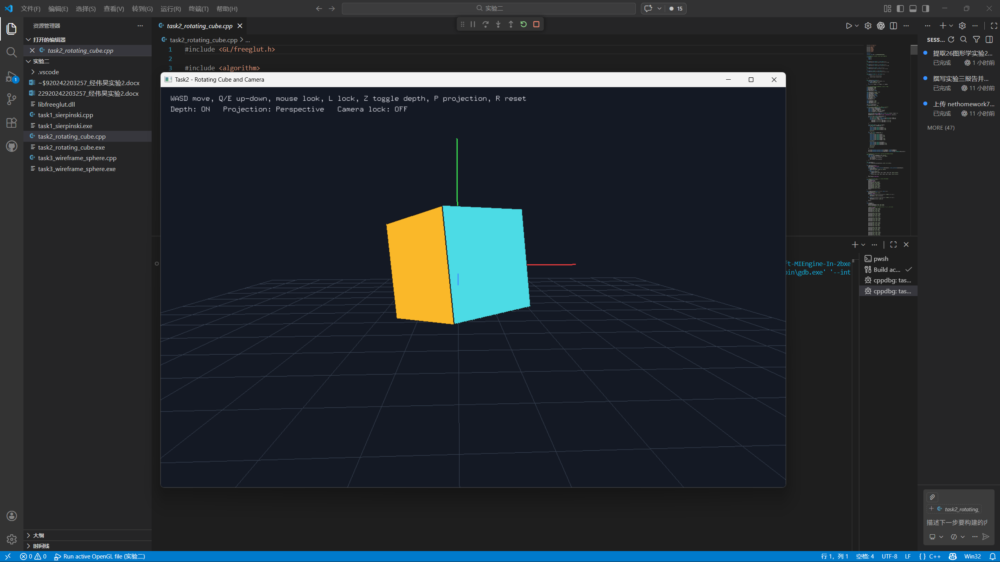 文件(F) 编辑(E) 选择(S) 查看(V) 转到(G) 运行(R) 终端(T) 帮助(H)
实验二
15
资源管理器
打开的编辑器
task2_rotating_cube.cpp
实验二
.vscode
~$920242203257_经伟昊实验2.docx
22920242203257_经伟昊实验2.docx
libfreeglut.dll
task1_sierpinski.cpp
task1_sierpinski.exe
task2_rotating_cube.cpp
task2_rotating_cube.exe
task3_wireframe_sphere.cpp
task3_wireframe_sphere.exe
大纲
时间线
1
task2_rotating_cube.cpp
task2_rotating_cube.cpp > ...
1 #include <GL/freeglut.h>
2
3 #include <algorithm>
Task2 - Rotating Cube and Camera
WASD move, Q/E up-down, mouse look, L lock, Z toggle depth, P projection, R reset
Depth: ON Projection: Perspective Camera lock: OFF
ft-MIEngine-In-2bxe
bin\gdb.exe' '--int
pwsh
Build ac...
cppdbg: tas...
cppdbg: tas...
SESS...
提取26图形学实验2...
已完成 1 小时前
撰写实验三报告并...
已完成 11 小时前
上传 nethomework7...
已完成 11 小时前
MORE (47)
task2_rotating_
描述下一步要构建的
0 0 Run active OpenGL file (实验二)
行 1，列 1 空格: 4 UTF-8 LF {} C++ Win32